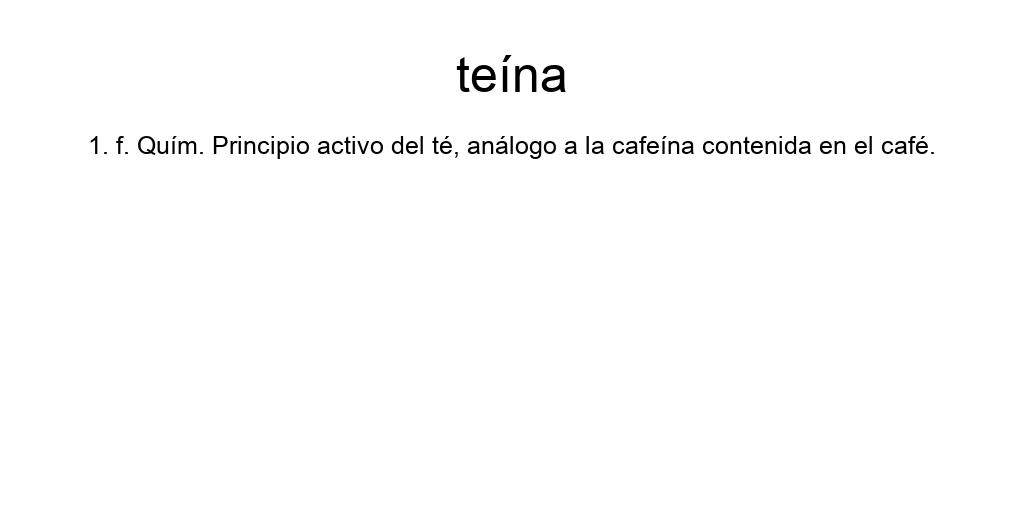 teína
1. f. Quím. Principio activo del té, análogo a la cafeína contenida en el café.